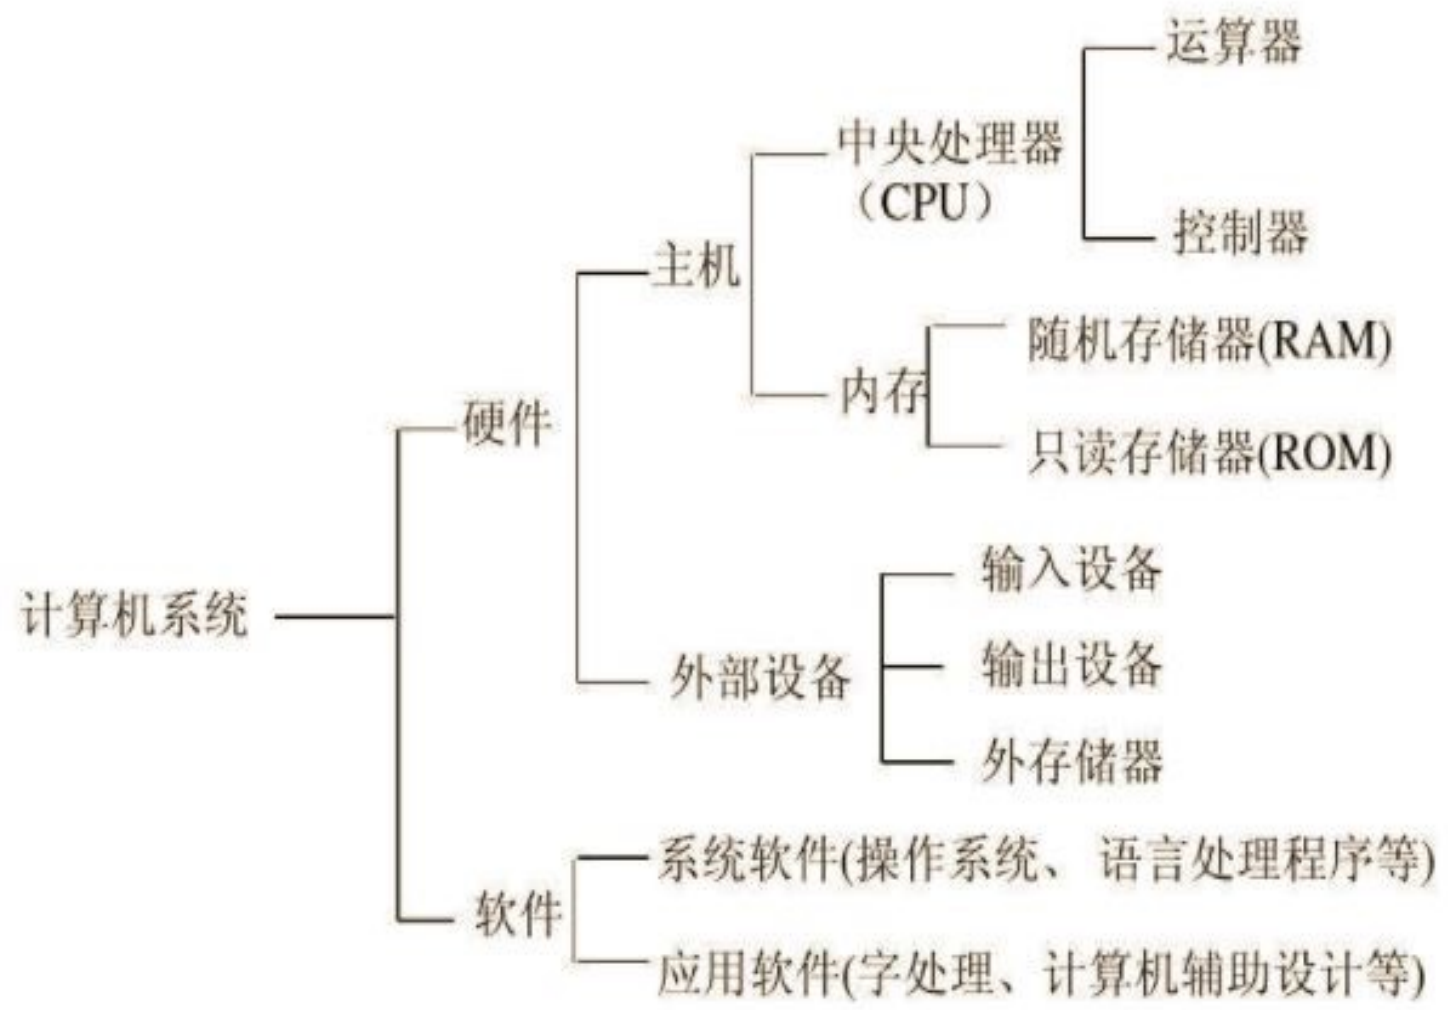 运算器
中央处理器
（CPU）
控制器
主机
随机存储器(RAM)
内存
硬件
只读存储器(ROM)
输入设备
计算机系统
输出设备
外部设备
外存储器
系统软件(操作系统、语言处理程序等)
软件
应用软件(字处理、计算机辅助设计等)